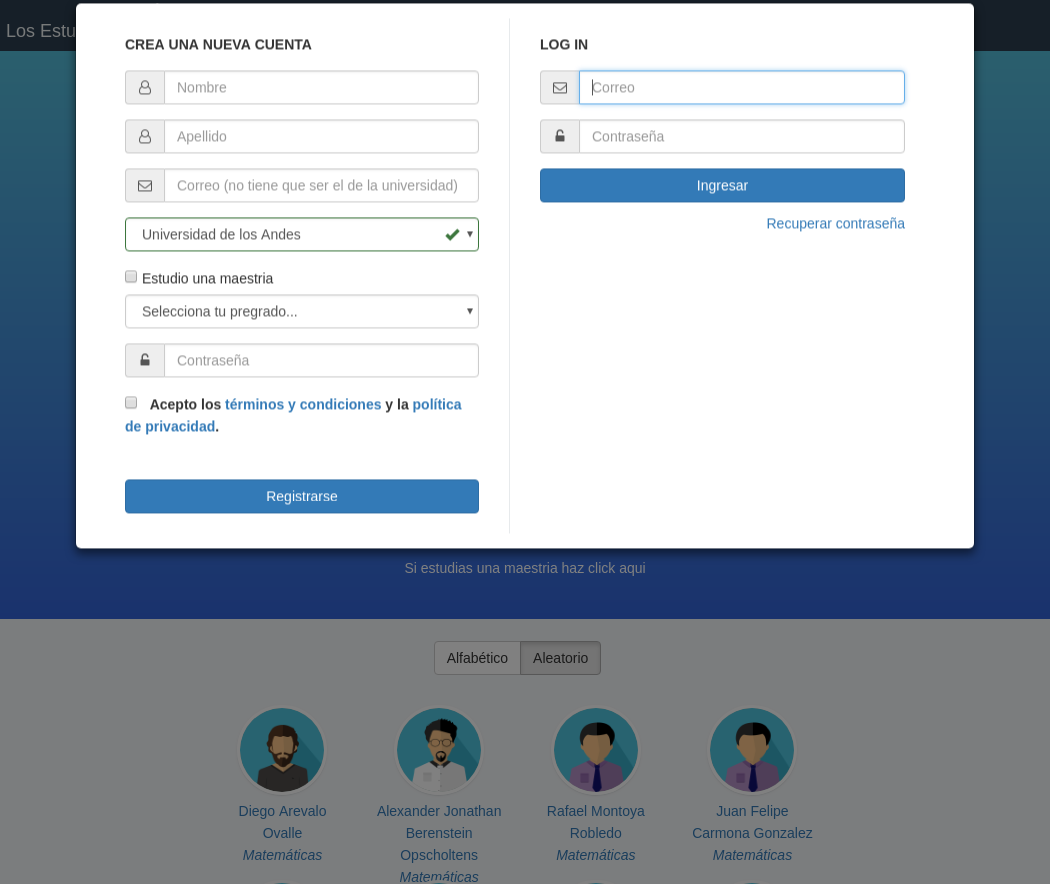 Los Estu
CREA UNA NUEVA CUENTA
Nombre
Apellido
Correo (no tiene que ser el de la universidad)
Universidad de los Andes
Estudio una maestria
Selecciona tu pregrado...
Contraseña
Acepto los términos y condiciones y la política
de privacidad.
Registrarse
LOG IN
Correo
Contraseña
Ingresar
Recuperar contraseña
Si estudias una maestria haz click aqui
Alfabético
Aleatorio
Diego Arevalo
Ovalle
Matemáticas
Alexander Jonathan
Berenstein
Opscholtens
Matemáticas
Rafael Montoya
Robledo
Matemáticas
Juan Felipe
Carmona Gonzalez
Matemáticas